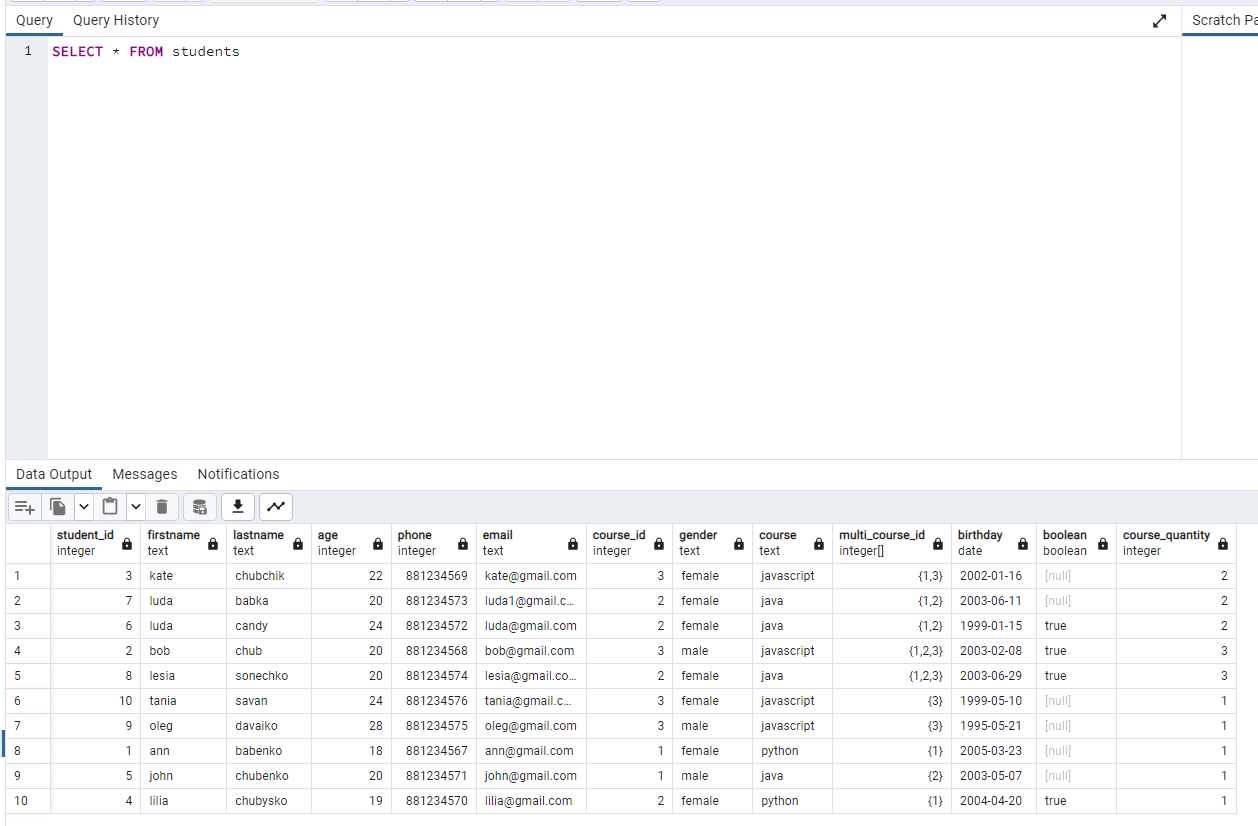 Query Query History Scratch Pa
1 SELECT * FROM students
Data Output Messages Notifications
student_id firstname lastname age phone email course_id gender course multi_course_id birthday boolean course_quantity
integer text text integer integer text integer text text integer[] date boolean integer
1 3 kate chubchik 22 881234569 kate@gmail.com 3 female javascript {1,3} 2002-01-16 [null] 2
2 7 luda babka 20 881234573 luda1@gmail.c... 2 female java {1,2} 2003-06-11 [null] 2
3 6 luda candy 24 881234572 luda@gmail.com 2 female java {1,2} 1999-01-15 true 2
4 2 bob chub 20 881234568 bob@gmail.com 3 male javascript {1,2,3} 2003-02-08 true 3
5 8 lesia sonechko 20 881234574 lesia@gmail.co... 2 female java {1,2,3} 2003-06-29 true 3
6 10 tania savan 24 881234576 tania@gmail.c... 3 female javascript {3} 1999-05-10 [null] 1
7 9 oleg davaiko 28 881234575 oleg@gmail.com 3 male javascript {3} 1995-05-21 [null] 1
8 1 ann babenko 18 881234567 ann@gmail.com 1 female python {1} 2005-03-23 [null] 1
9 5 john chubenko 20 881234571 john@gmail.com 1 male java {2} 2003-05-07 [null] 1
10 4 lilia chubysko 19 881234570 lilia@gmail.com 2 female python {1} 2004-04-20 true 1